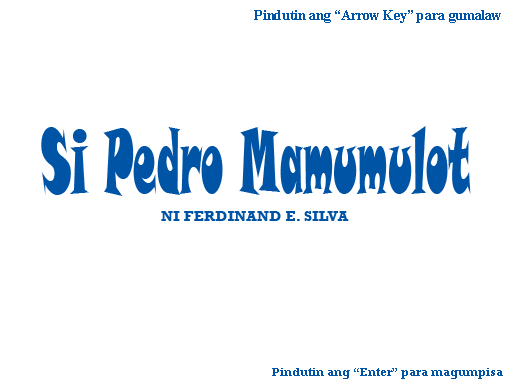 Pindutin ang “Arrow Key” para gumalaw
Si Pedro Mamumulot
NI FERDINAND E. SILVA
Pindutin ang “Enter” para magumpisa